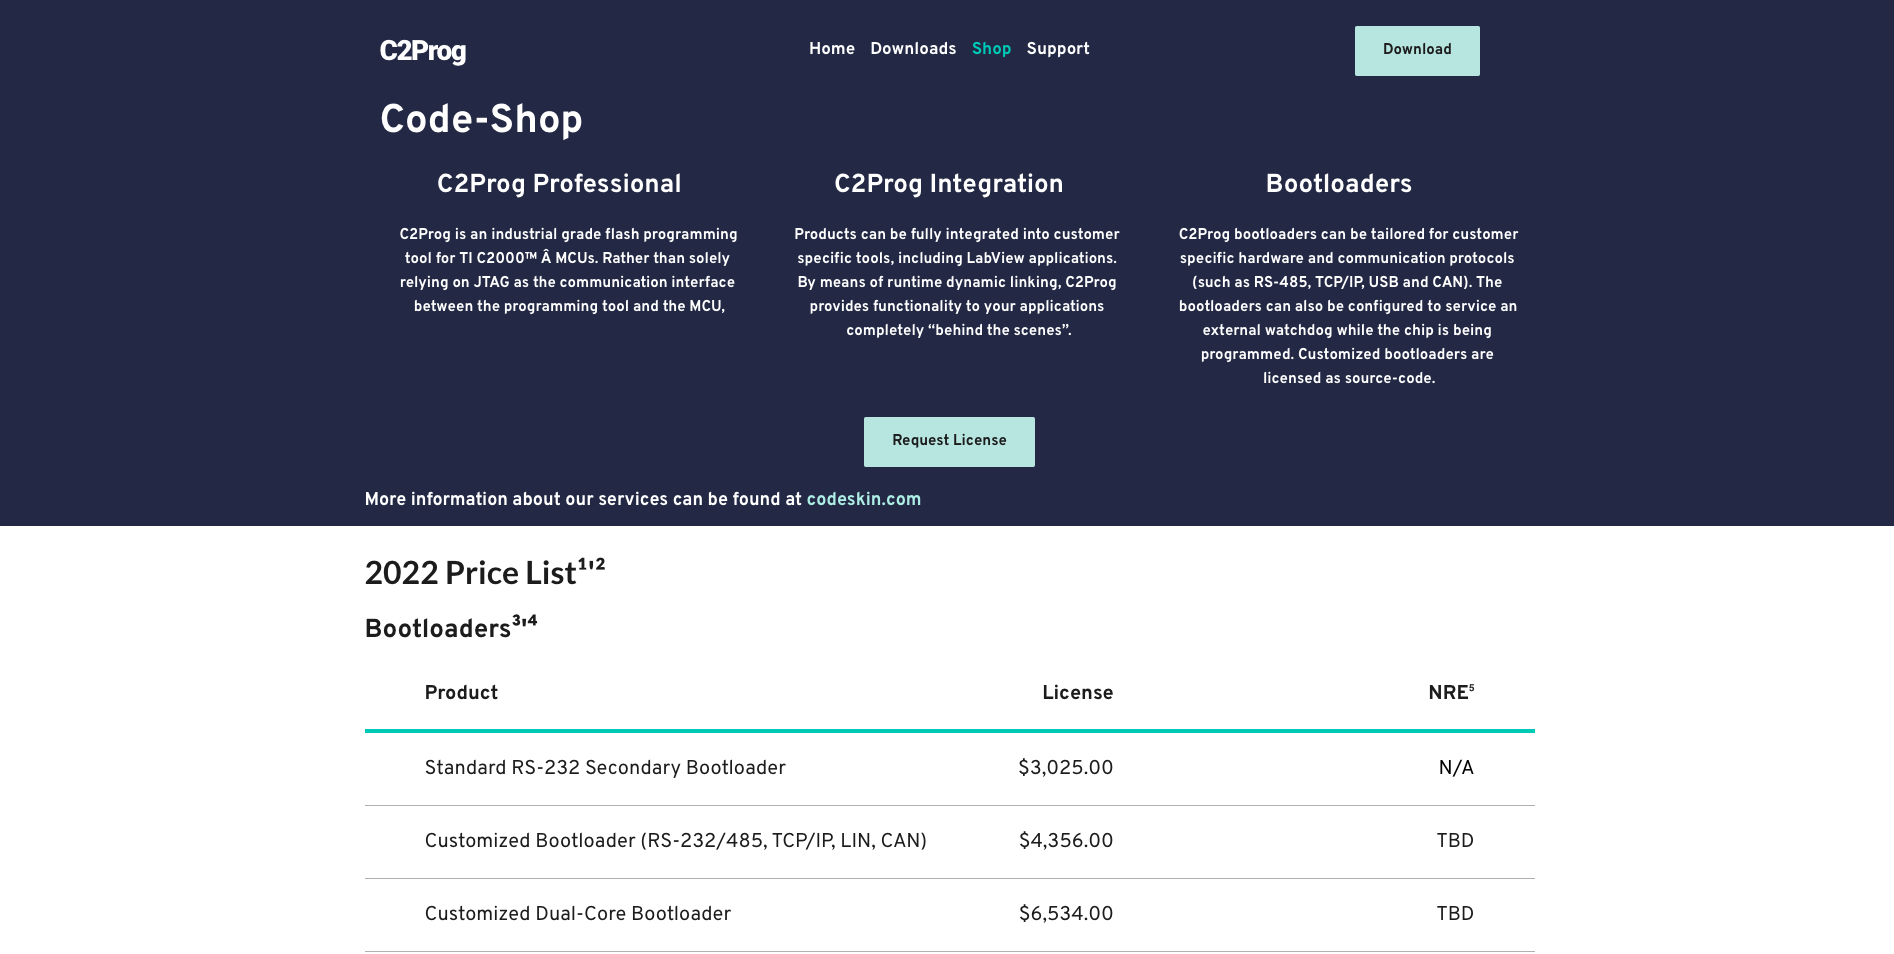 C2Prog
Home Downloads Shop Support
Download
Code-Shop
C2Prog Professional
C2Prog is an industrial grade flash programming
tool for TI C2000™ Â MCUs. Rather than solely
relying on JTAG as the communication interface
between the programming tool and the MCU,
C2Prog Integration
Products can be fully integrated into customer
specific tools, including LabView applications.
By means of runtime dynamic linking, C2Prog
provides functionality to your applications
completely “behind the scenes”.
Bootloaders
C2Prog bootloaders can be tailored for customer
specific hardware and communication protocols
(such as RS-485, TCP/IP, USB and CAN). The
bootloaders can also be configured to service an
external watchdog while the chip is being
programmed. Customized bootloaders are
licensed as source-code.
Request License
More information about our services can be found at codeskin.com
2022 Price List¹'²
Bootloaders³'⁴
Product License NRE⁵
Standard RS-232 Secondary Bootloader $3,025.00 N/A
Customized Bootloader (RS-232/485, TCP/IP, LIN, CAN) $4,356.00 TBD
Customized Dual-Core Bootloader $6,534.00 TBD